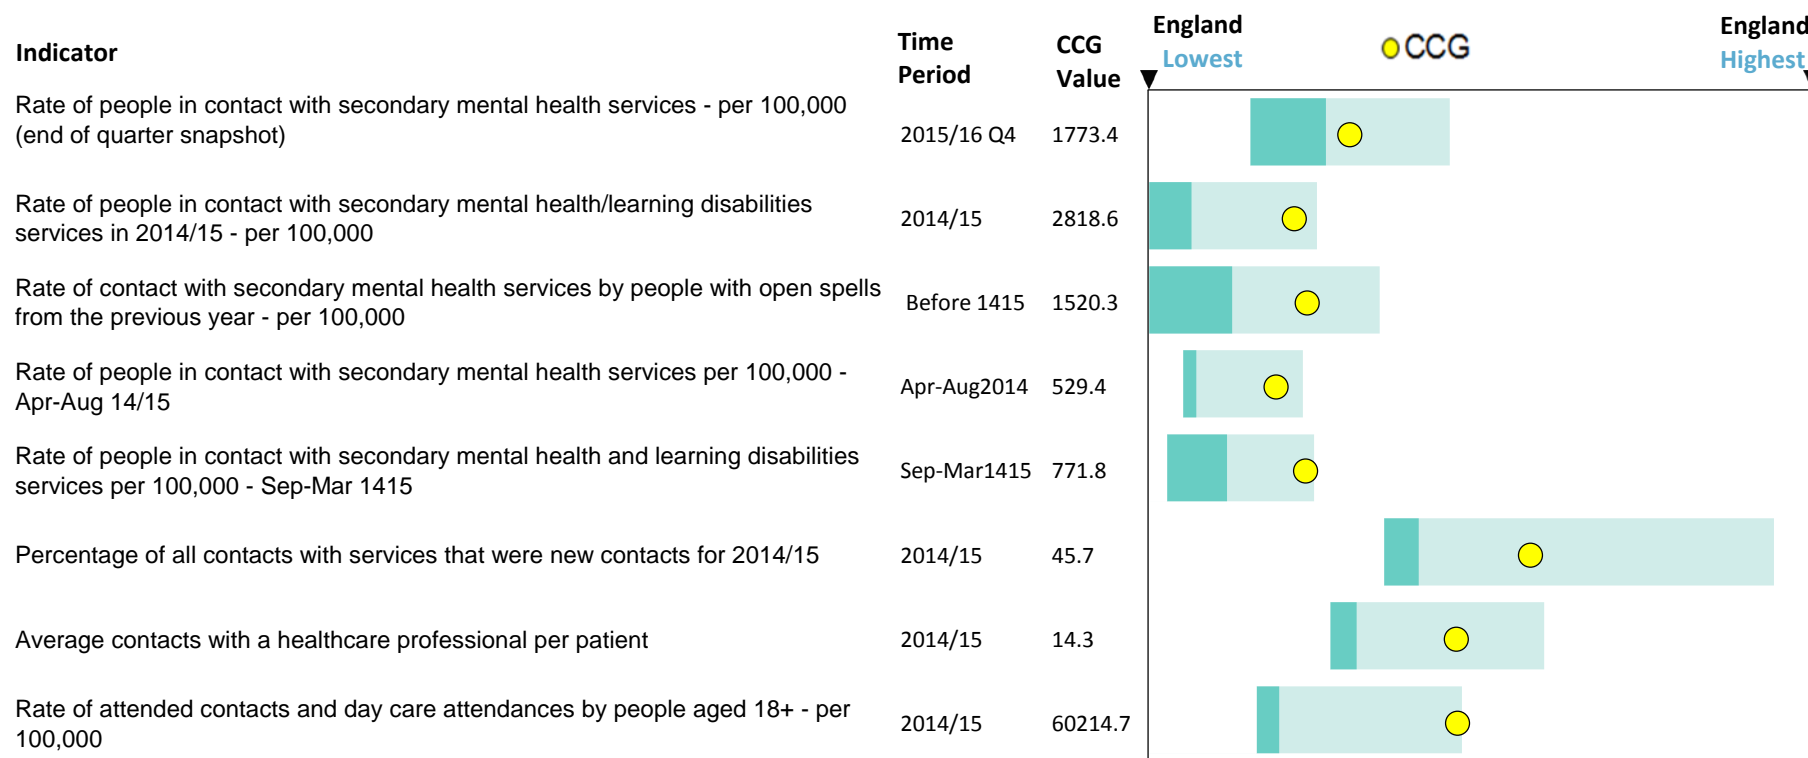 Indicator
Time Period
CCG Value
England Lowest
CCG
England Highest
Rate of people in contact with secondary mental health services - per 100,000
(end of quarter snapshot)
2015/16 Q4
1773.4
Rate of people in contact with secondary mental health/learning disabilities
services in 2014/15 - per 100,000
2014/15
2818.6
Rate of contact with secondary mental health services by people with open spells
from the previous year - per 100,000
Before 1415
1520.3
Rate of people in contact with secondary mental health services per 100,000 -
Apr-Aug 14/15
Apr-Aug2014
529.4
Rate of people in contact with secondary mental health and learning disabilities
services per 100,000 - Sep-Mar 1415
Sep-Mar1415
771.8
Percentage of all contacts with services that were new contacts for 2014/15
2014/15
45.7
Average contacts with a healthcare professional per patient
2014/15
14.3
Rate of attended contacts and day care attendances by people aged 18+ - per
100,000
2014/15
60214.7